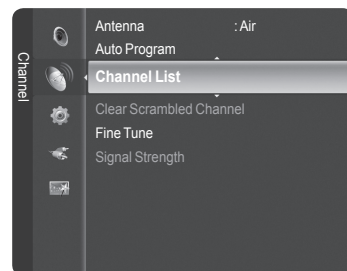 Channel
Antenna : Air
Auto Program
Channel List
Clear Scrambled Channel
Fine Tune
Signal Strength